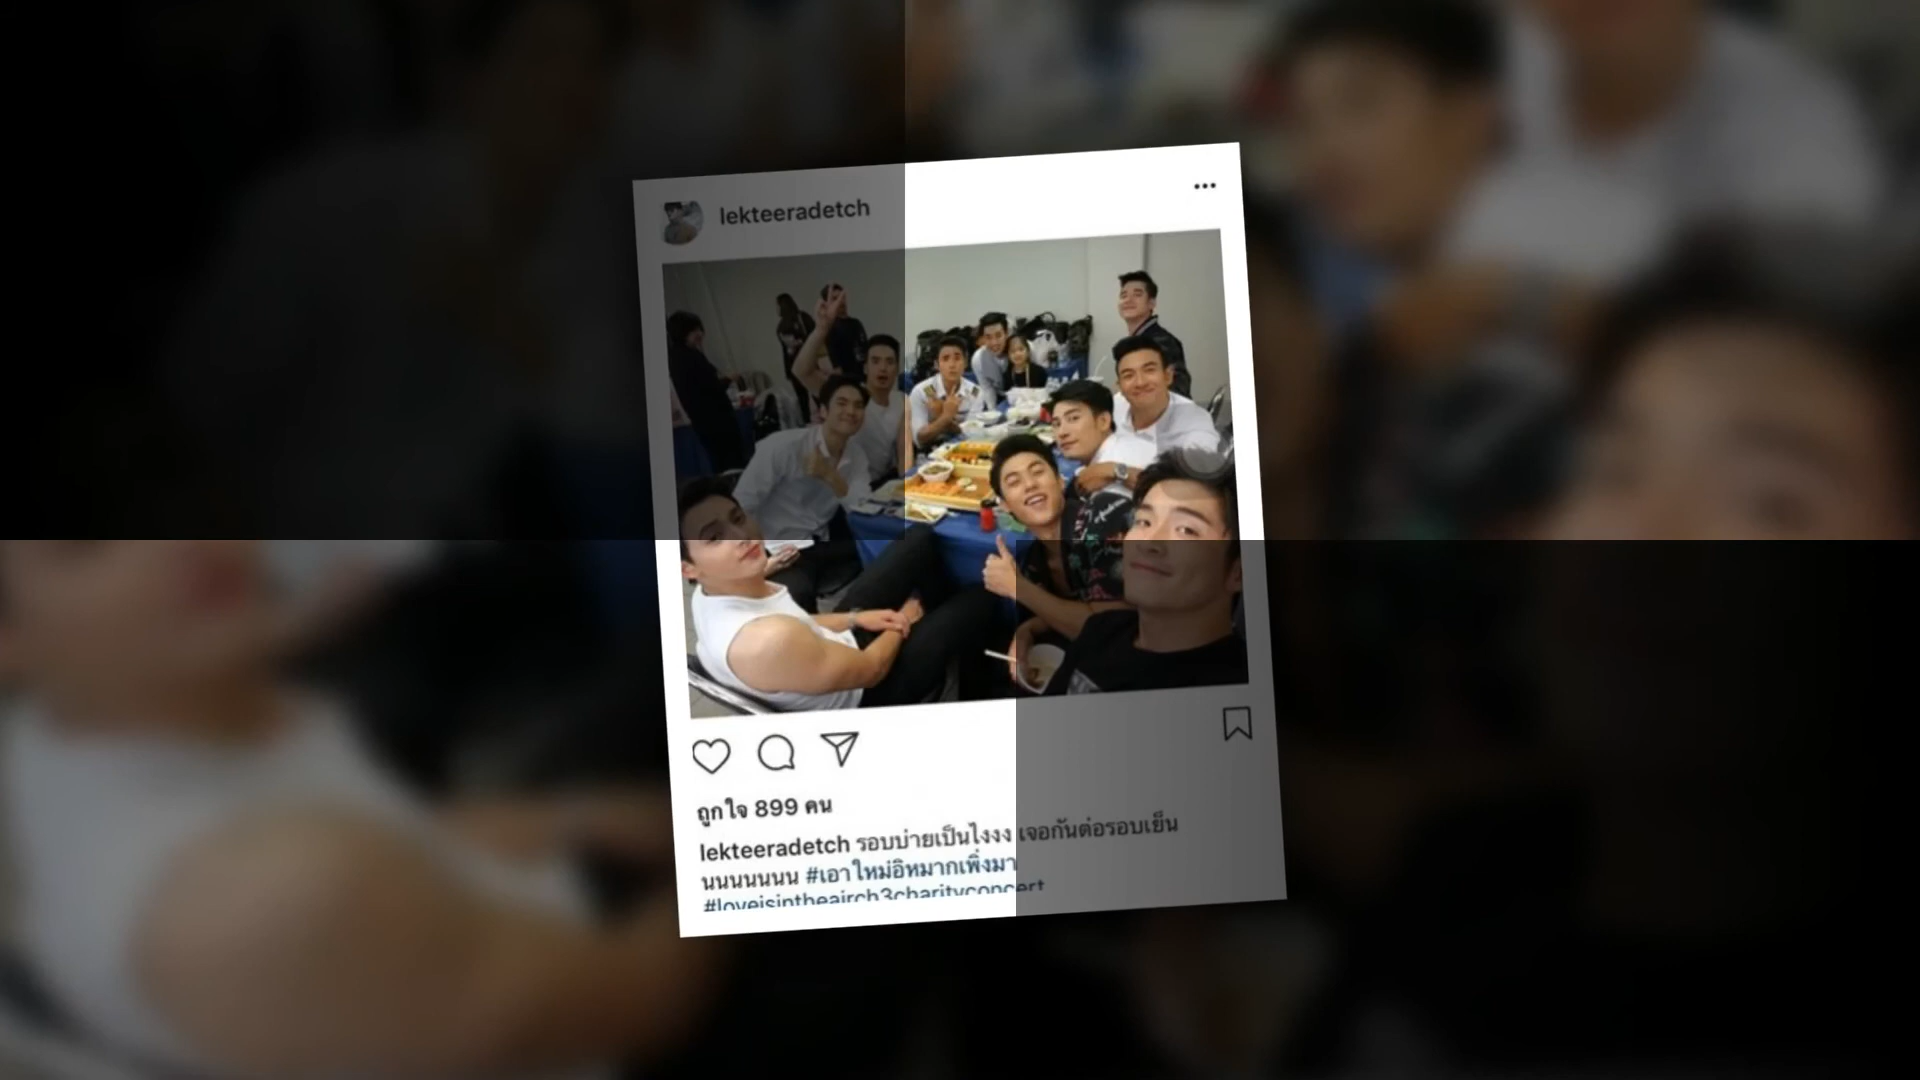 lekteeradetch
ถูกใจ 899 คน
lekteeradetch รอบบ่ายเป็นไงงง เจอกันต่อรอบเย็น
นนนนนนน #เอาใหม่อิหมากเพิ่งมา
#loveisintheairch3charityconcert